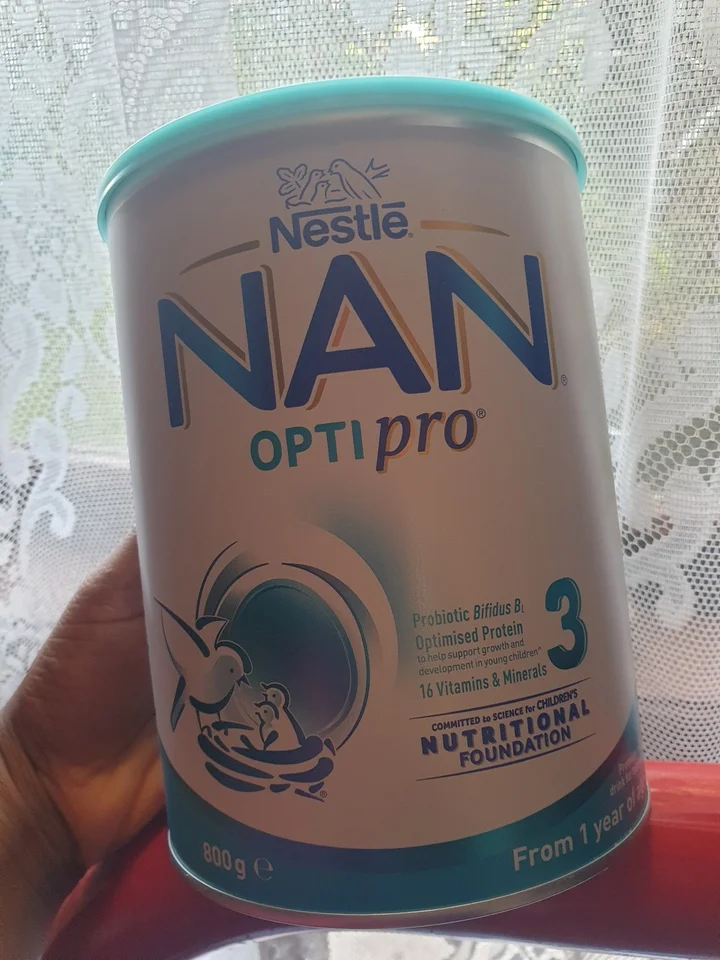 Nestlé®
NAN®
OPTIpro®
Probiotic Bifidus BL
Optimised Protein
to help support growth and
development in young children*
16 Vitamins & Minerals
3
COMMITTED to SCIENCE for CHILDREN'S
NUTRITIONAL
FOUNDATION
®
800g ℮
From 1 year of